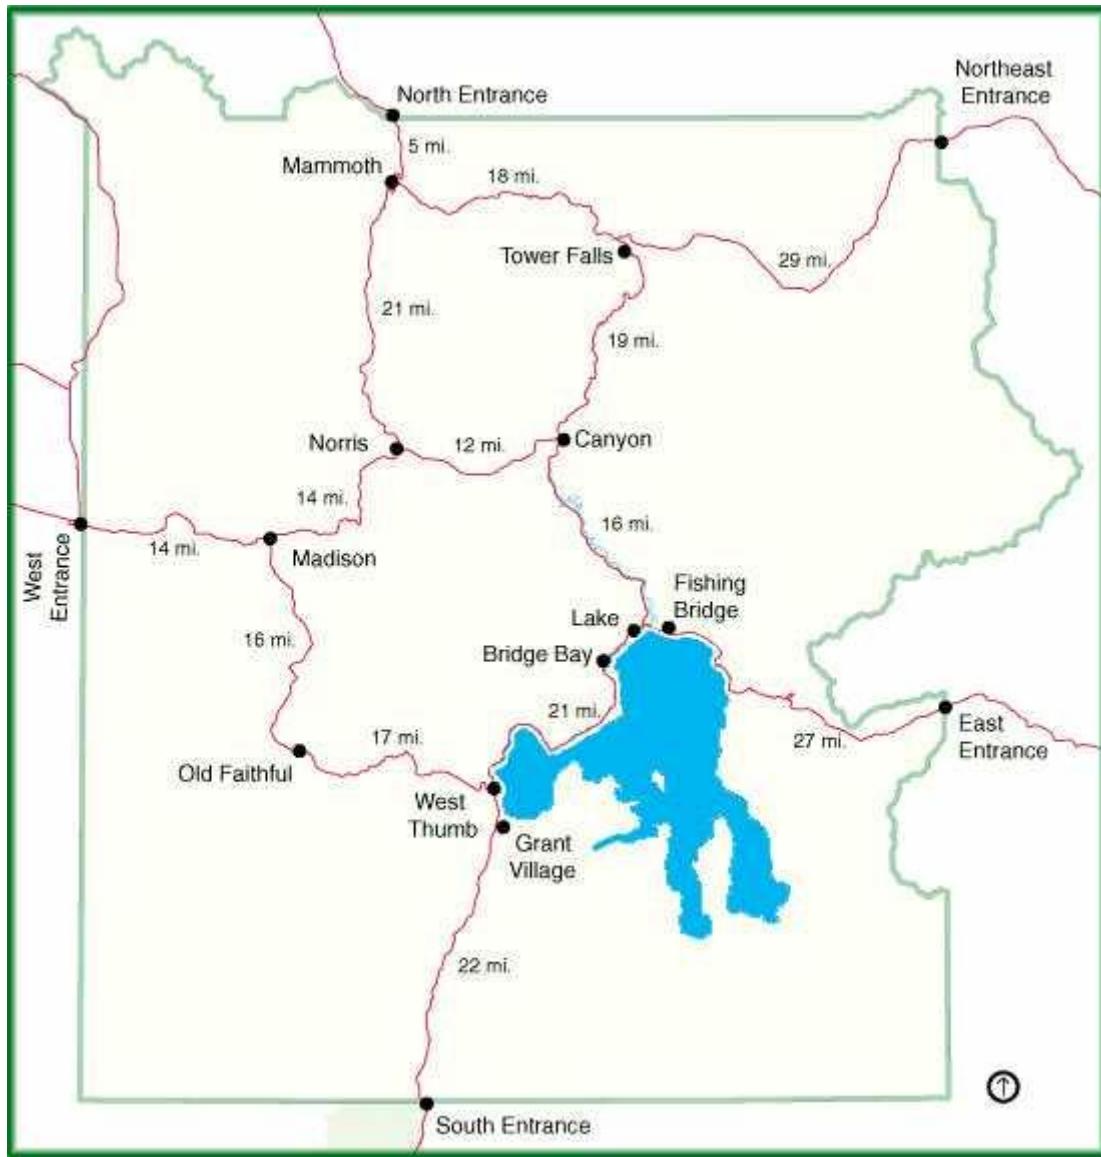 Northeast
Entrance
North Entrance
5 mi.
Mammoth
18 mi.
Tower Falls
29 mi.
21 mi.
19 mi.
Norris
12 mi.
Canyon
14 mi.
16 mi.
West
Entrance
14 mi.
Madison
Fishing
Bridge
Lake
16 mi.
Bridge Bay
21 mi.
17 mi.
27 mi.
East
Entrance
Old Faithful
West
Thumb
Grant
Village
22 mi.
South Entrance